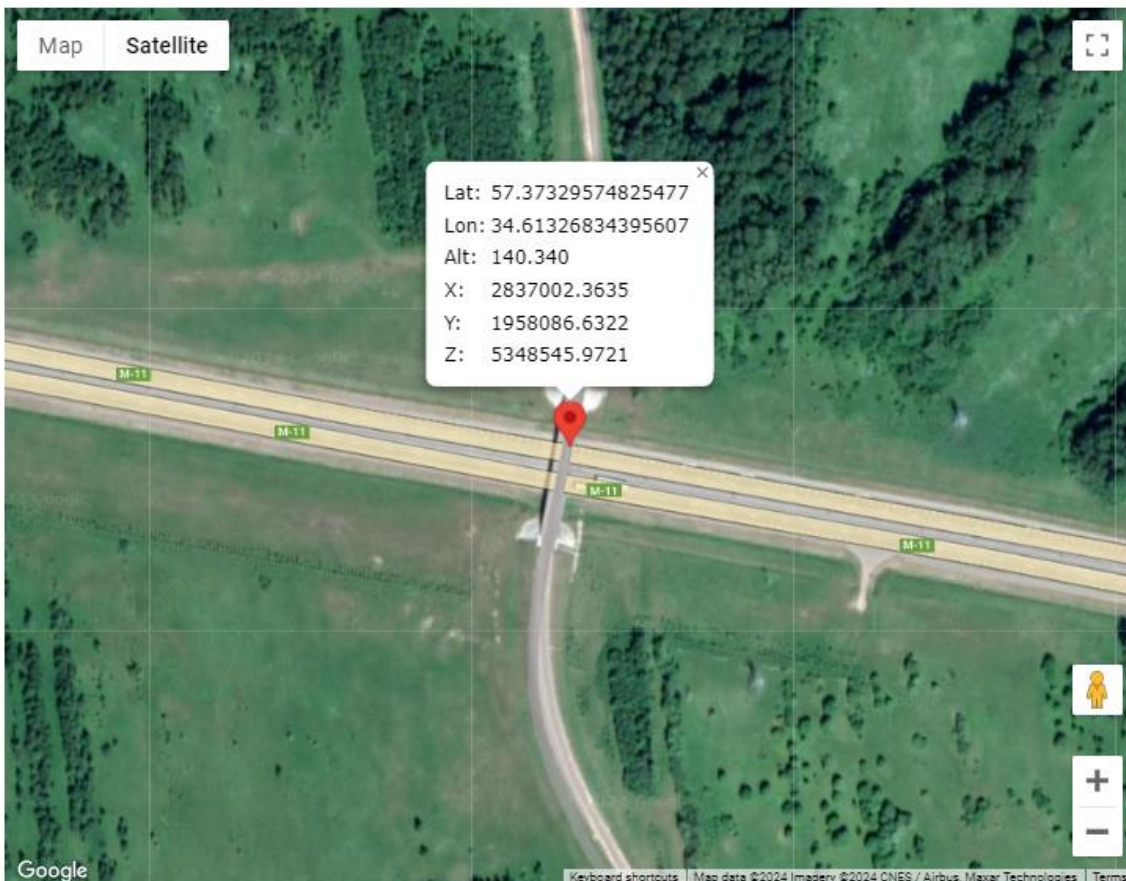 Map Satellite
Lat: 57.37329574825477
Lon: 34.61326834395607
Alt: 140.340
X: 2837002.3635
Y: 1958086.6322
Z: 5348545.9721
M-11
M-11
M-11
M-11
Google
Keyboard shortcuts Map data ©2024 Imagery ©2024 CNES / Airbus, Maxar Technologies Terms